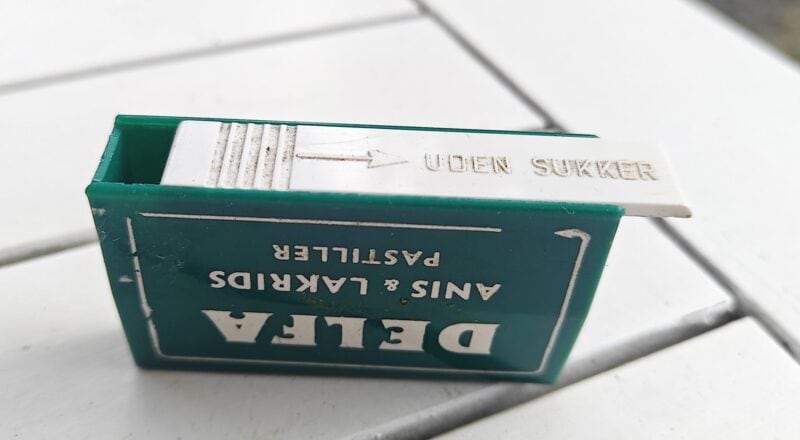 UDEN SUKKER
DELFA
ANIS & LAKRIDS
PASTILLER